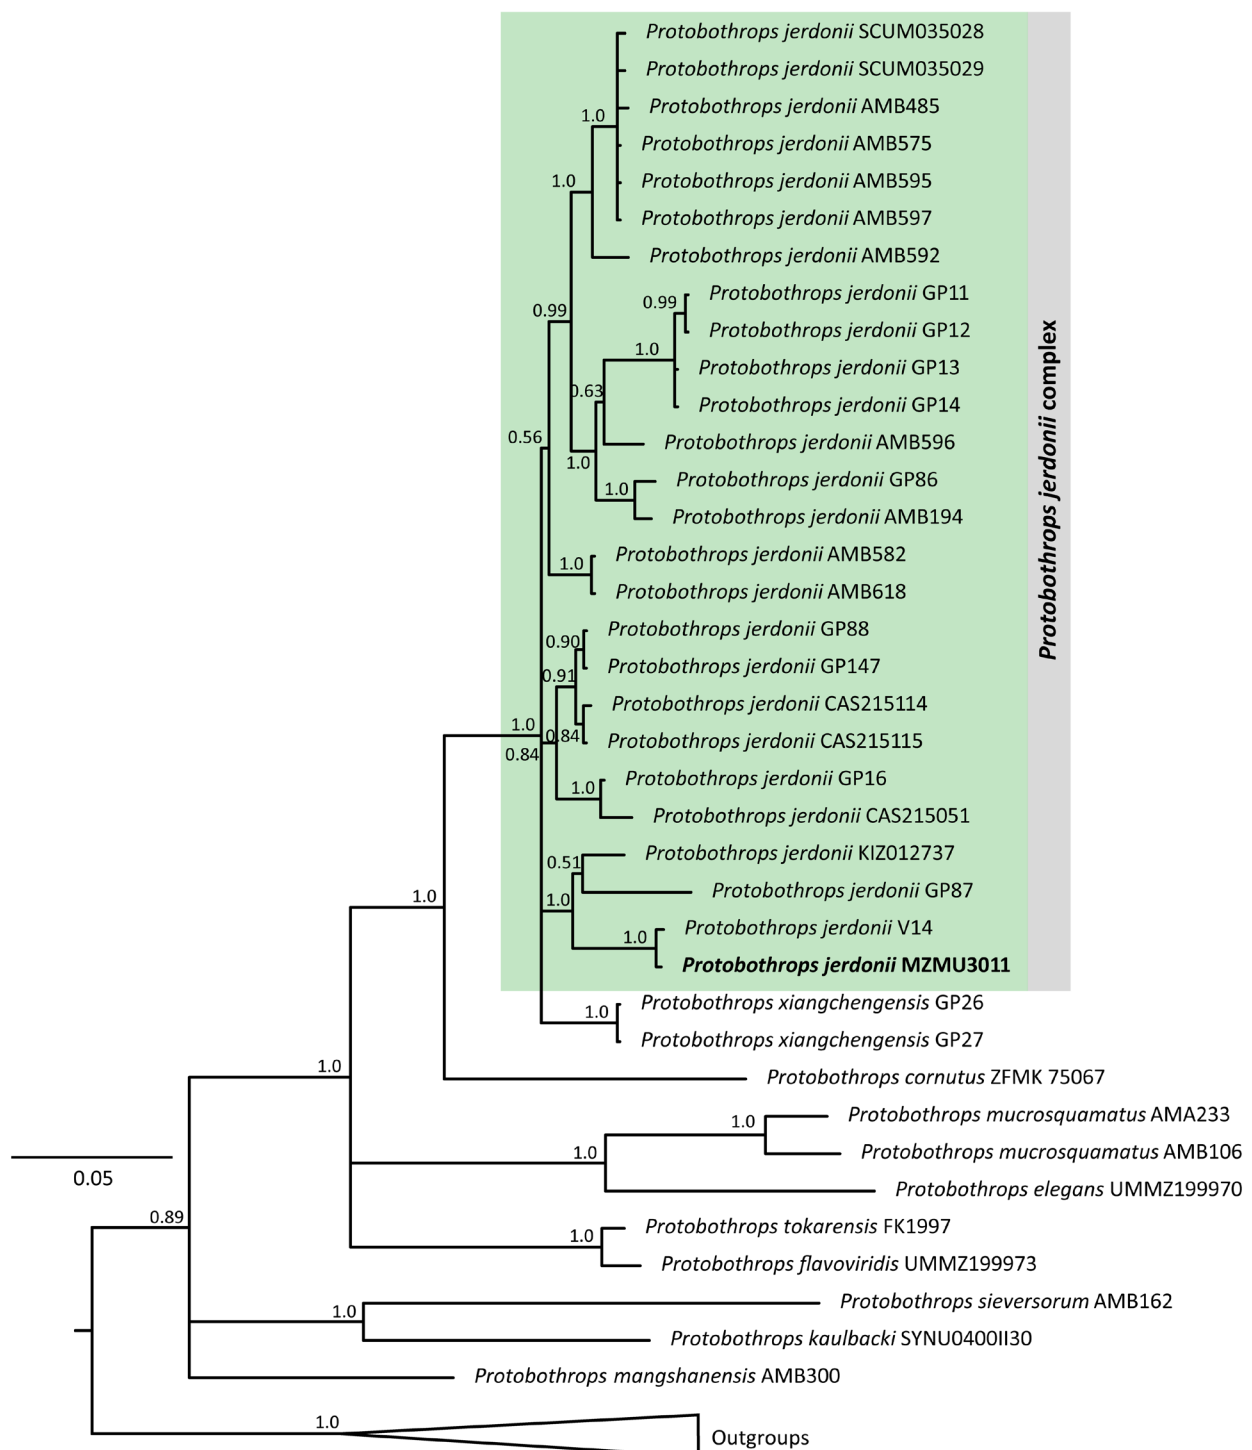 Protobothrops jerdonii SCUM035028
Protobothrops jerdonii SCUM035029
Protobothrops jerdonii AMB485
1.0
Protobothrops jerdonii AMB575
Protobothrops jerdonii AMB595
1.0
Protobothrops jerdonii AMB597
Protobothrops jerdonii AMB592
Protobothrops jerdonii GP11
0.99
0.99
Protobothrops jerdonii GP12
1.0
Protobothrops jerdonii GP13
0.63
Protobothrops jerdonii GP14
0.56
Protobothrops jerdonii AMB596
1.0
Protobothrops jerdonii GP86
1.0
Protobothrops jerdonii AMB194
Protobothrops jerdonii AMB582
1.0
Protobothrops jerdonii AMB618
Protobothrops jerdonii GP88
0.90
Protobothrops jerdonii GP147
0.91
Protobothrops jerdonii CAS215114
1.0
0.84
Protobothrops jerdonii CAS215115
0.84
Protobothrops jerdonii GP16
1.0
Protobothrops jerdonii CAS215051
Protobothrops jerdonii KIZ012737
0.51
Protobothrops jerdonii GP87
1.0
1.0
Protobothrops jerdonii V14
1.0
Protobothrops jerdonii MZMU3011
Protobothrops jerdonii complex
Protobothrops xiangchengensis GP26
1.0
Protobothrops xiangchengensis GP27
1.0
Protobothrops cornutus ZFMK 75067
Protobothrops mucrosquamatus AMA233
1.0
1.0
Protobothrops mucrosquamatus AMB106
0.05
Protobothrops elegans UMMZ199970
0.89
Protobothrops tokarensis FK1997
1.0
Protobothrops flavoviridis UMMZ199973
Protobothrops sieversorum AMB162
1.0
Protobothrops kaulbacki SYNU0400II30
Protobothrops mangshanensis AMB300
1.0
Outgroups